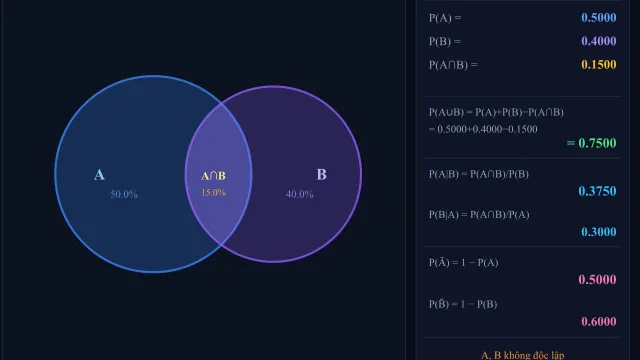 A
50.0%
A∩B
15.0%
B
40.0%
P(A) = 0.5000
P(B) = 0.4000
P(A∩B) = 0.1500
P(A∪B) = P(A)+P(B)−P(A∩B)
= 0.5000+0.4000−0.1500
= 0.7500
P(A|B) = P(A∩B)/P(B)
0.3750
P(B|A) = P(A∩B)/P(A)
0.3000
P(Ā) = 1 − P(A)
0.5000
P(B̄) = 1 − P(B)
0.6000
A, B không độc lập